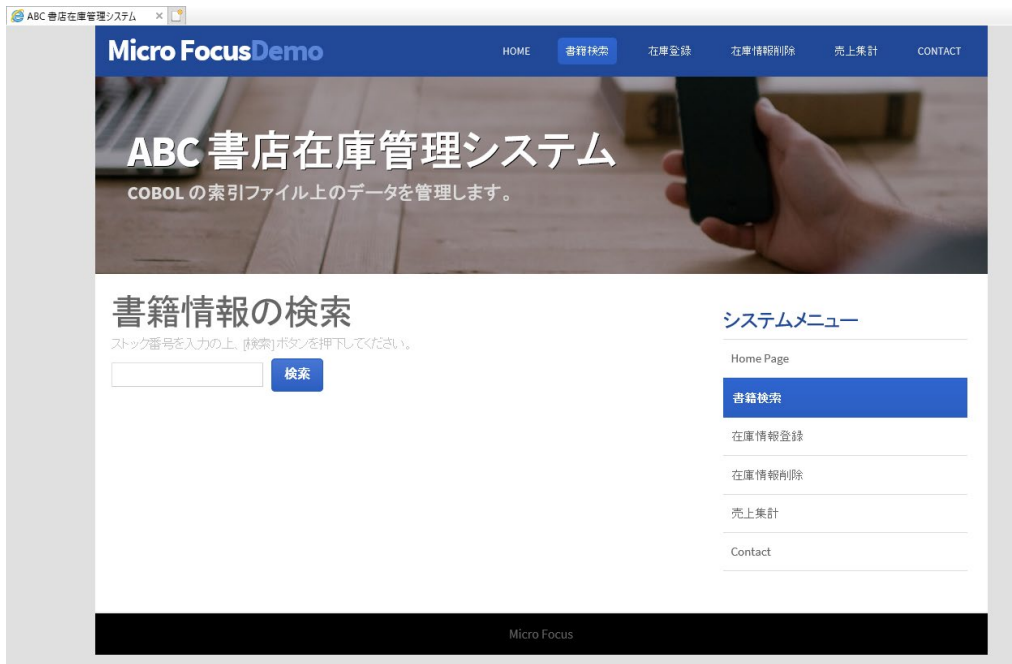 ABC 書店在庫管理システム
Micro FocusDemo
HOME 書籍検索 在庫登録 在庫情報削除 売上集計 CONTACT
ABC 書店在庫管理システム
COBOL の索引ファイル上のデータを管理します。
書籍情報の検索
ストック番号を入力の上、[検索]ボタンを押下してください。
検索
システムメニュー
Home Page
書籍検索
在庫情報登録
在庫情報削除
売上集計
Contact
Micro Focus